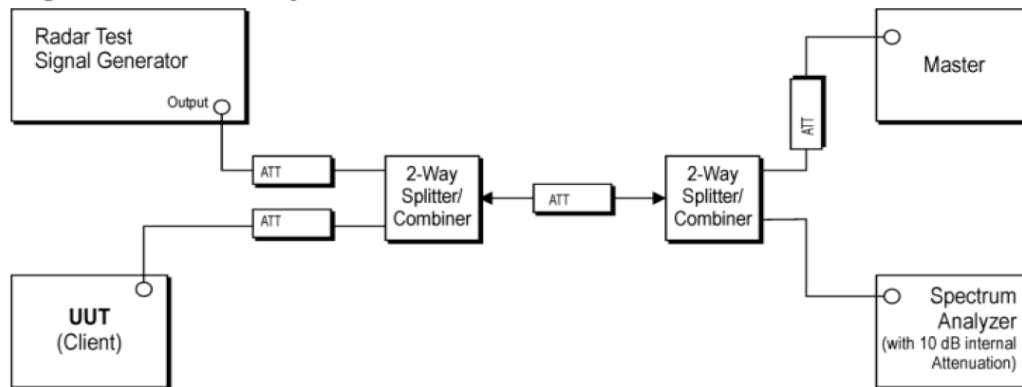 Radar Test
Signal Generator
Output
ATT
ATT
2-Way
Splitter/
Combiner
ATT
2-Way
Splitter/
Combiner
ATT
Master
UUT
(Client)
Spectrum
Analyzer
(with 10 dB internal
Attenuation)